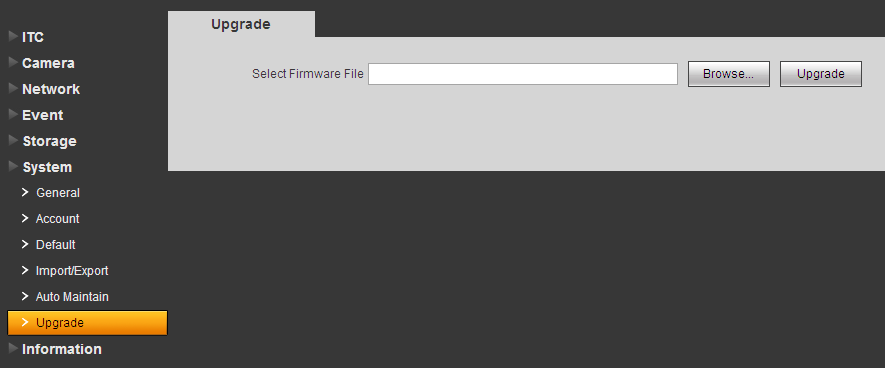 Upgrade
ITC
Select Firmware File Browse... Upgrade
Camera
Network
Event
Storage
System
General
Account
Default
Import/Export
Auto Maintain
Upgrade
Information